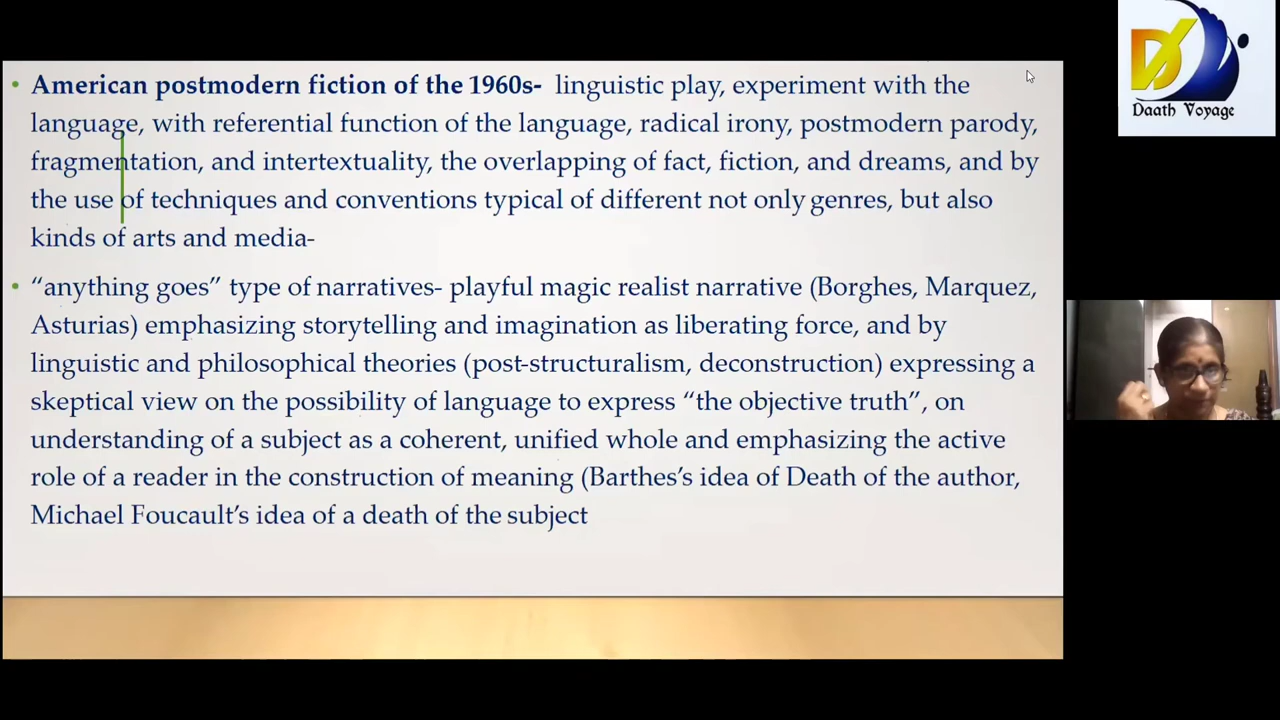 American postmodern fiction of the 1960s- linguistic play, experiment with the
language, with referential function of the language, radical irony, postmodern parody,
fragmentation, and intertextuality, the overlapping of fact, fiction, and dreams, and by
the use of techniques and conventions typical of different not only genres, but also
kinds of arts and media-
“anything goes” type of narratives- playful magic realist narrative (Borghes, Marquez,
Asturias) emphasizing storytelling and imagination as liberating force, and by
linguistic and philosophical theories (post-structuralism, deconstruction) expressing a
skeptical view on the possibility of language to express “the objective truth”, on
understanding of a subject as a coherent, unified whole and emphasizing the active
role of a reader in the construction of meaning (Barthes’s idea of Death of the author,
Michael Foucault’s idea of a death of the subject
Daath Voyage